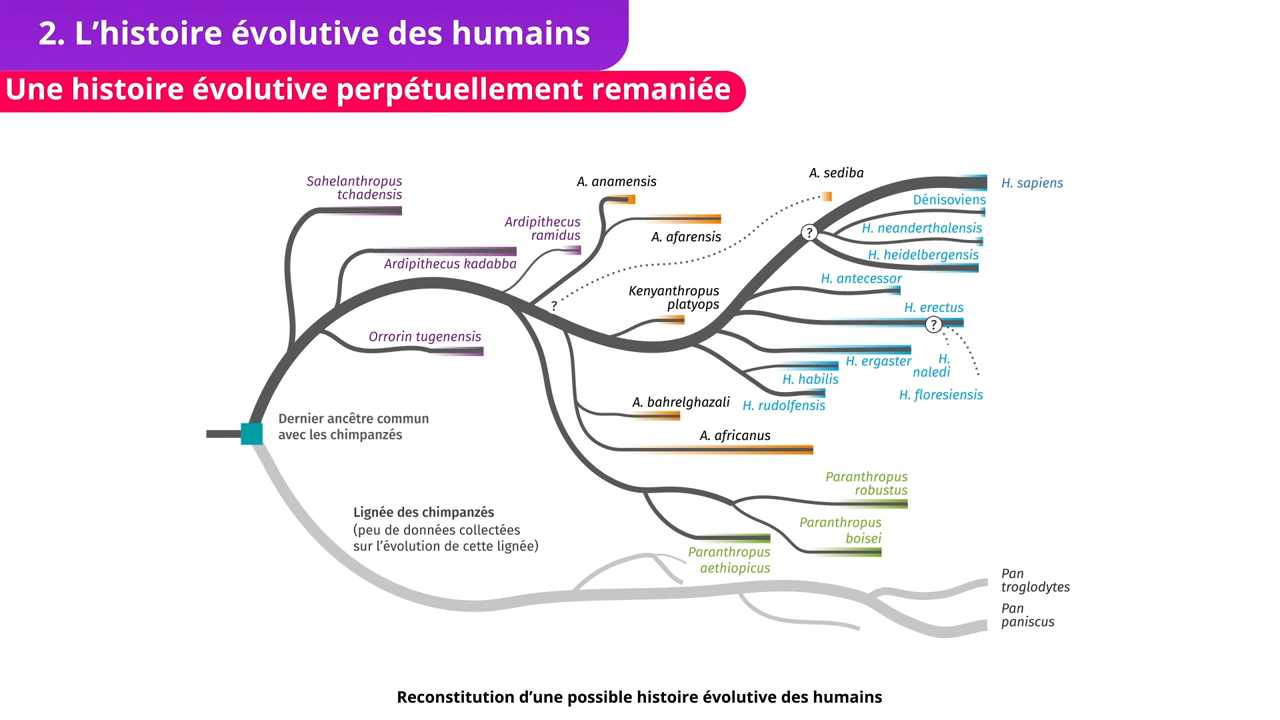 2. L’histoire évolutive des humains
Une histoire évolutive perpétuellement remaniée
Sahelanthropus
tchadensis
A. anamensis
A. sediba
H. sapiens
Dénisoviens
Ardipithecus
ramidus
A. afarensis
H. neanderthalensis
?
H. heidelbergensis
Ardipithecus kadabba
H. antecessor
Kenyanthropus
platyops
?
H. erectus
?
Orrorin tugenensis
H. ergaster
H.
naledi
H. habilis
H. floresiensis
A. bahrelghazali
H. rudolfensis
Dernier ancêtre commun
avec les chimpanzés
A. africanus
Paranthropus
robustus
Lignée des chimpanzés
(peu de données collectées
sur l’évolution de cette lignée)
Paranthropus
boisei
Paranthropus
aethiopicus
Pan
troglodytes
Pan
paniscus
Reconstitution d’une possible histoire évolutive des humains